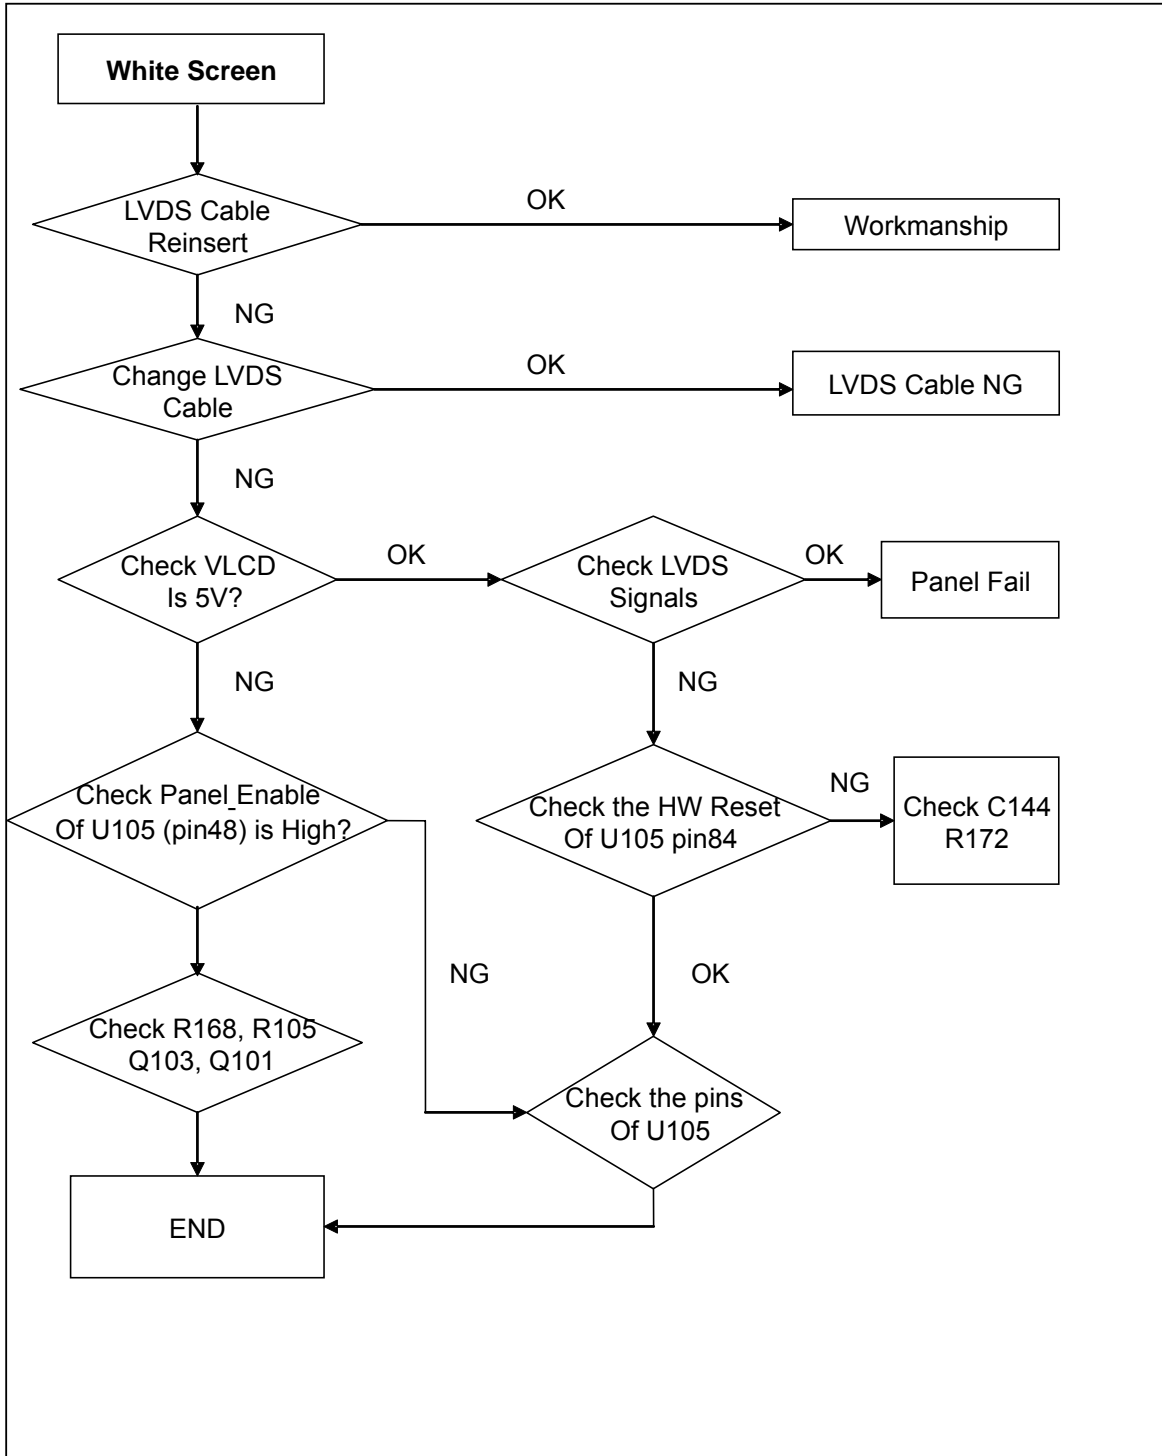 White Screen
LVDS Cable
Reinsert
OK
Workmanship
NG
Change LVDS
Cable
OK
LVDS Cable NG
NG
Check VLCD
Is 5V?
OK
Check LVDS
Signals
OK
Panel Fail
NG
NG
Check Panel_Enable
Of U105 (pin48) is High?
Check the HW Reset
Of U105 pin84
NG
Check C144
R172
NG
OK
Check R168, R105
Q103, Q101
Check the pins
Of U105
END